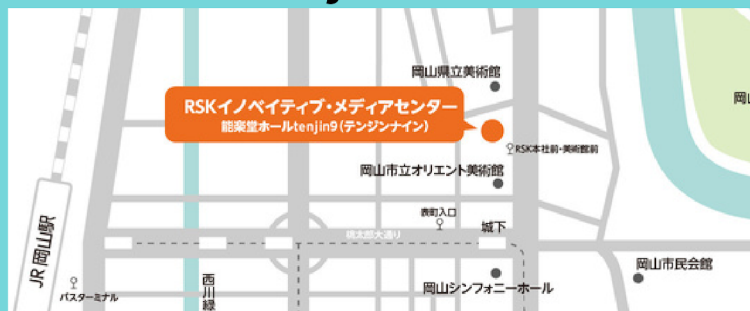 岡山県立美術館
岡山
RSKイノベイティブ・メディアセンター
能楽堂ホールtenjin9(テンジンナイン)
RSK本社前・美術館前
岡山市立オリエント美術館
表町入口
城下
桃太郎大通り
JR岡山駅
岡山市民会館
西川緑
岡山シンフォニーホール
バスターミナル